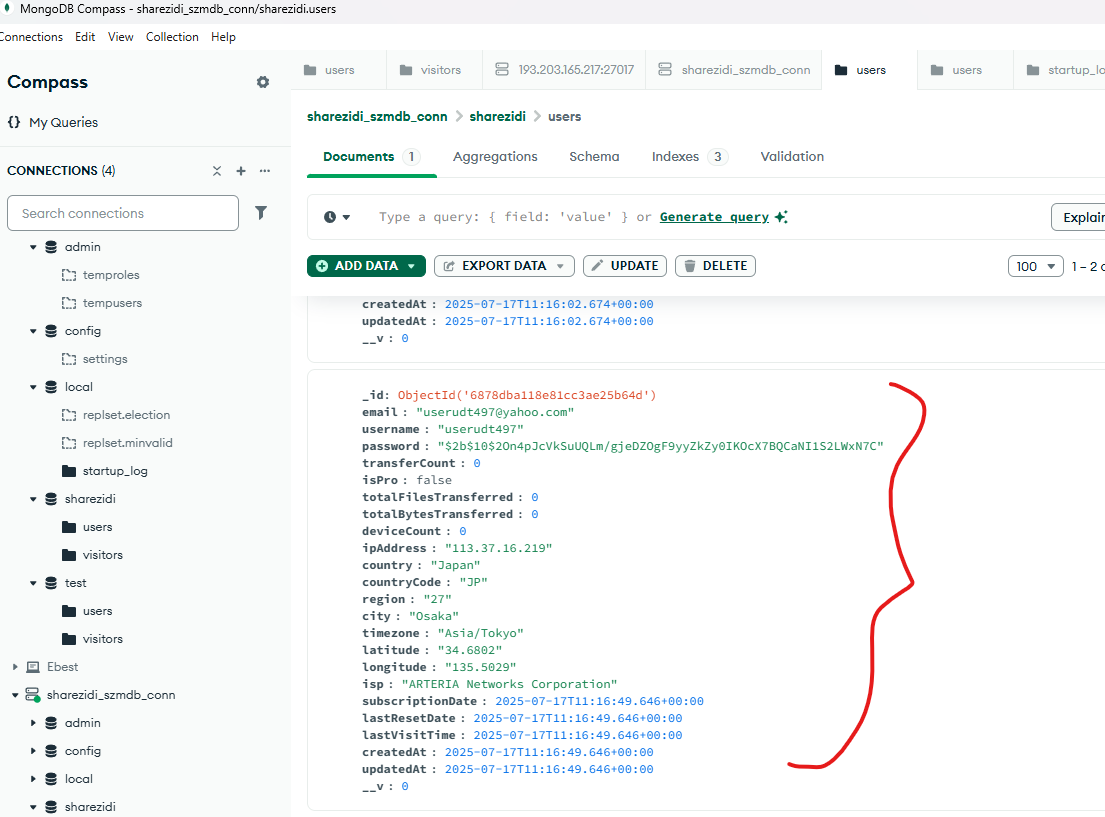 MongoDB Compass - sharezidi_szmdb_conn/sharezidi.users
Connections Edit View Collection Help
Compass
{} My Queries
CONNECTIONS (4)
Search connections
admin
temproles
tempusers
config
settings
local
replset.election
replset.minvalid
startup_log
sharezidi
users
visitors
test
users
visitors
Ebest
sharezidi_szmdb_conn
admin
config
local
sharezidi
users visitors 193.203.165.217:27017 sharezidi_szmdb_conn users users startup_lo
sharezidi_szmdb_conn > sharezidi > users
Documents 1 Aggregations Schema Indexes 3 Validation
Type a query: { field: 'value' } or Generate query
Explain
ADD DATA EXPORT DATA UPDATE DELETE 100 1 – 2 o
createdAt : 2025-07-17T11:16:02.674+00:00
updatedAt : 2025-07-17T11:16:02.674+00:00
__v : 0
_id: ObjectId('6878dba118e81cc3ae25b64d')
email : "userudt497@yahoo.com"
username : "userudt497"
password : "$2b$10$2On4pJcVkSuUQLm/gjeDZOgF9yyZkZy0IKOcX7BQCaNI1S2LWxN7C"
transferCount : 0
isPro : false
totalFilesTransferred : 0
totalBytesTransferred : 0
deviceCount : 0
ipAddress : "113.37.16.219"
country : "Japan"
countryCode : "JP"
region : "27"
city : "Osaka"
timezone : "Asia/Tokyo"
latitude : "34.6802"
longitude : "135.5029"
isp : "ARTERIA Networks Corporation"
subscriptionDate : 2025-07-17T11:16:49.646+00:00
lastResetDate : 2025-07-17T11:16:49.646+00:00
lastVisitTime : 2025-07-17T11:16:49.646+00:00
createdAt : 2025-07-17T11:16:49.646+00:00
updatedAt : 2025-07-17T11:16:49.646+00:00
__v : 0